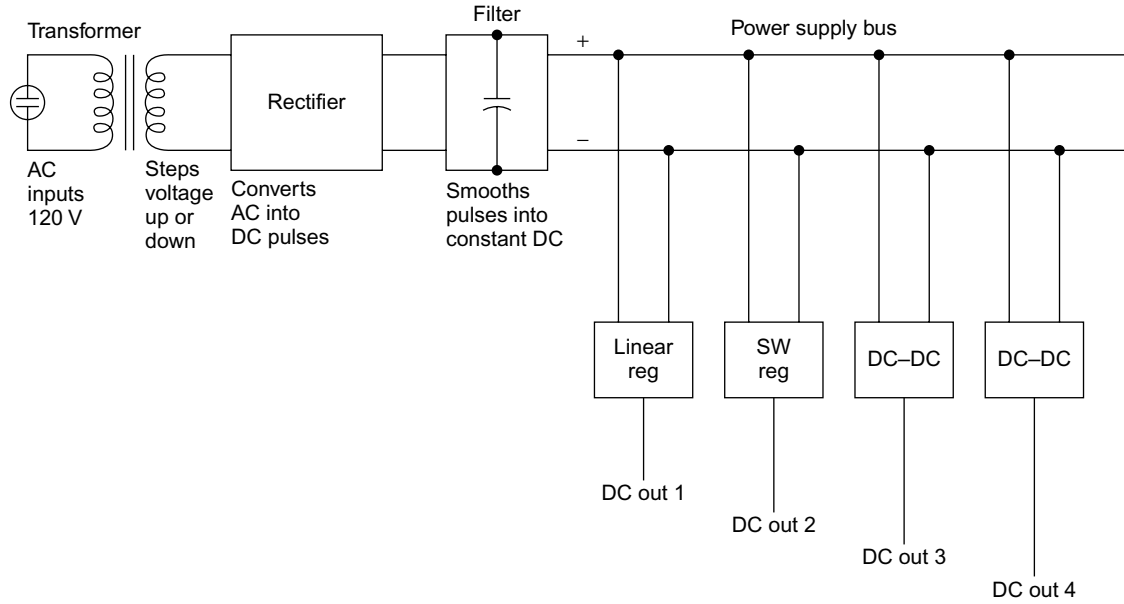 Transformer
Filter
Power supply bus
+
−
Rectifier
AC
inputs
120 V
Steps
voltage
up or
down
Converts
AC into
DC pulses
Smooths
pulses into
constant DC
Linear
reg
SW
reg
DC–DC
DC–DC
DC out 1
DC out 2
DC out 3
DC out 4